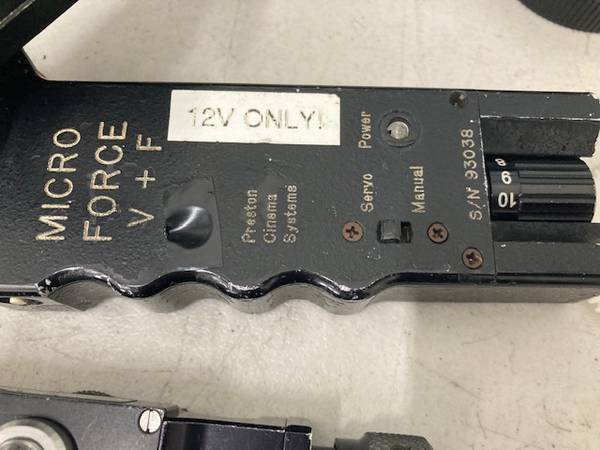 MICRO
FORCE
V + F
12V ONLY!
Preston
Cinema
Systems
Power
Servo
Manual
S/N 93038
8
9
10